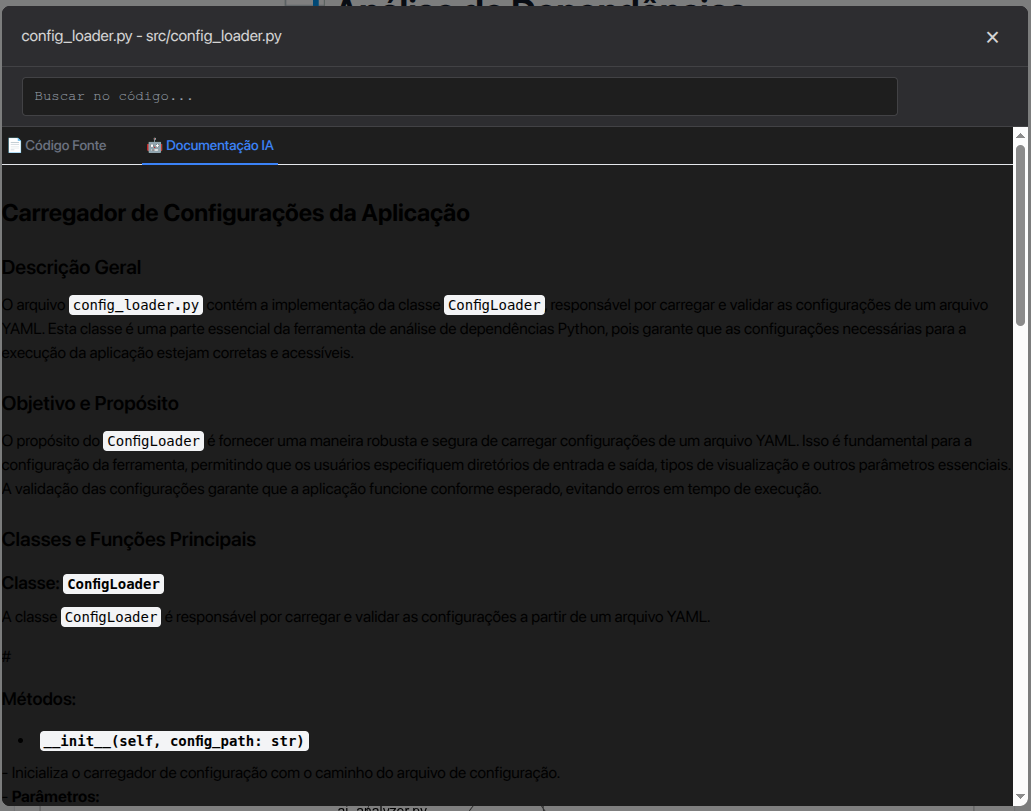 Análise de Dependências
config_loader.py - src/config_loader.py
×
Buscar no código...
Código Fonte
Documentação IA
Carregador de Configurações da Aplicação
Descrição Geral
O arquivo config_loader.py contém a implementação da classe ConfigLoader, responsável por carregar e validar as configurações de um arquivo
YAML. Esta classe é uma parte essencial da ferramenta de análise de dependências Python, pois garante que as configurações necessárias para a
execução da aplicação estejam corretas e acessíveis.
Objetivo e Propósito
O propósito do ConfigLoader é fornecer uma maneira robusta e segura de carregar configurações de um arquivo YAML. Isso é fundamental para a
configuração da ferramenta, permitindo que os usuários especifiquem diretórios de entrada e saída, tipos de visualização e outros parâmetros essenciais.
A validação das configurações garante que a aplicação funcione conforme esperado, evitando erros em tempo de execução.
Classes e Funções Principais
Classe: ConfigLoader
A classe ConfigLoader é responsável por carregar e validar as configurações a partir de um arquivo YAML.
#
Métodos:
• __init__(self, config_path: str)
- Inicializa o carregador de configuração com o caminho do arquivo de configuração.
- Parâmetros:
ai_analyzer.py